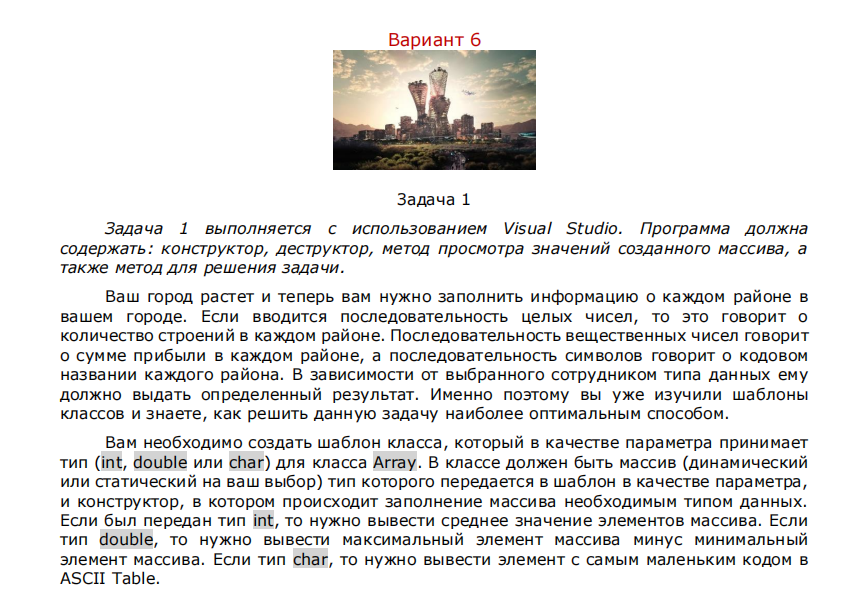 Вариант 6
Задача 1
Задача 1 выполняется с использованием Visual Studio. Программа должна
содержать: конструктор, деструктор, метод просмотра значений созданного массива, а
также метод для решения задачи.
Ваш город растет и теперь вам нужно заполнить информацию о каждом районе в
вашем городе. Если вводится последовательность целых чисел, то это говорит о
количество строений в каждом районе. Последовательность вещественных чисел говорит
о сумме прибыли в каждом районе, а последовательность символов говорит о кодовом
названии каждого района. В зависимости от выбранного сотрудником типа данных ему
должно выдать определенный результат. Именно поэтому вы уже изучили шаблоны
классов и знаете, как решить данную задачу наиболее оптимальным способом.
Вам необходимо создать шаблон класса, который в качестве параметра принимает
тип (int, double или char) для класса Array. В классе должен быть массив (динамический
или статический на ваш выбор) тип которого передается в шаблон в качестве параметра,
и конструктор, в котором происходит заполнение массива необходимым типом данных.
Если был передан тип int, то нужно вывести среднее значение элементов массива. Если
тип double, то нужно вывести максимальный элемент массива минус минимальный
элемент массива. Если тип char, то нужно вывести элемент с самым маленьким кодом в
ASCII Table.